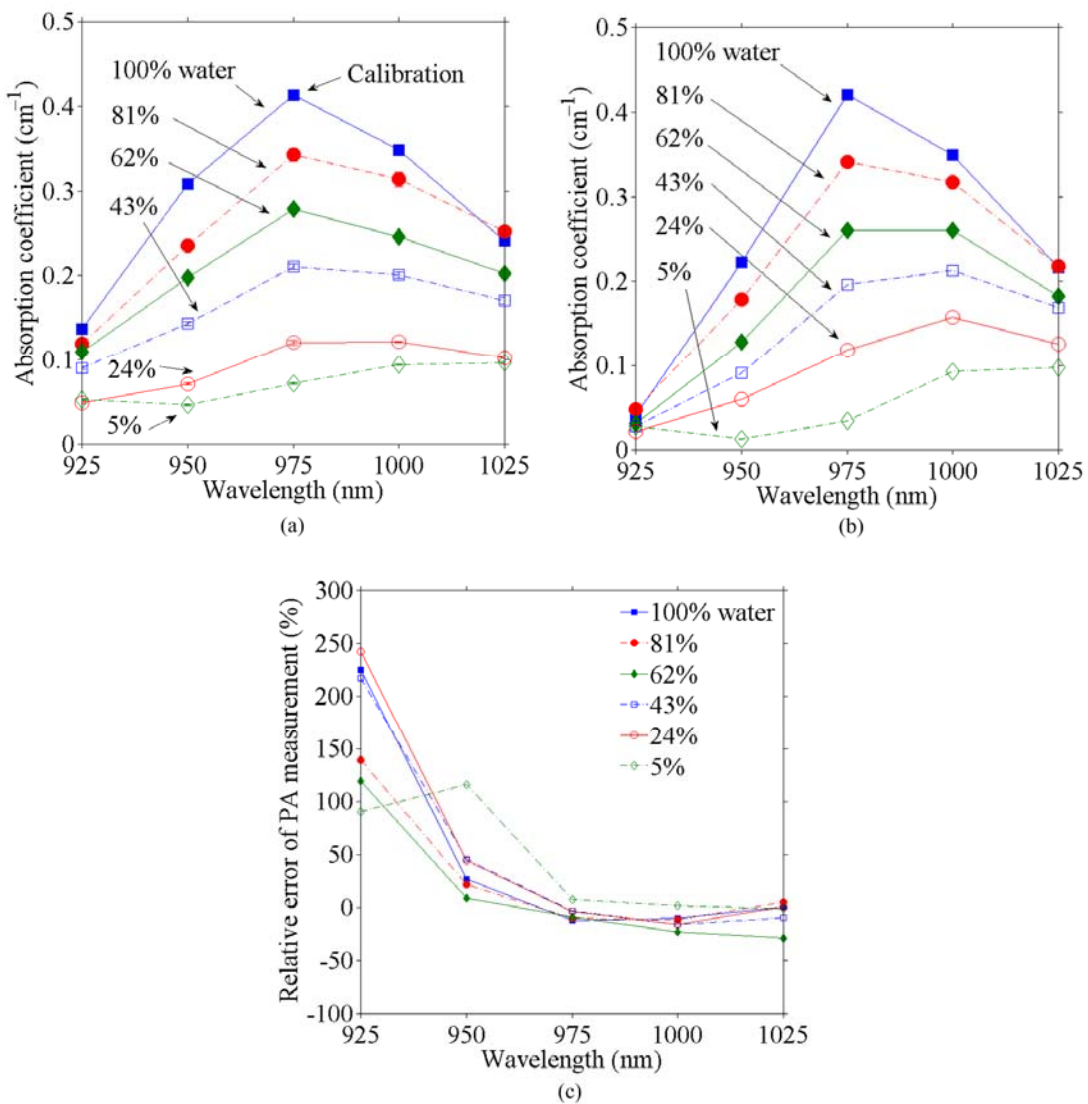 0.5
0.4
0.3
0.2
0.1
0
Absorption coefficient (cm⁻¹)
100% water
Calibration
81%
62%
43%
24%
5%
925 950 975 1000 1025
Wavelength (nm)
(a)
0.5
0.4
0.3
0.2
0.1
0
Absorption coefficient (cm⁻¹)
100% water
81%
62%
43%
24%
5%
925 950 975 1000 1025
Wavelength (nm)
(b)
300
250
200
150
100
50
0
-50
-100
Relative error of PA measurement (%)
100% water
81%
62%
43%
24%
5%
925 950 975 1000 1025
Wavelength (nm)
(c)